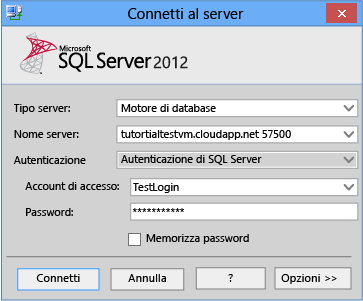 Connetti al server
Microsoft
SQL Server 2012
Tipo server: Motore di database
Nome server: tutortialtestvm.cloudapp.net 57500
Autenticazione Autenticazione di SQL Server
Account di accesso: TestLogin
Password: ***********
Memorizza password
Connetti Annulla ? Opzioni >>